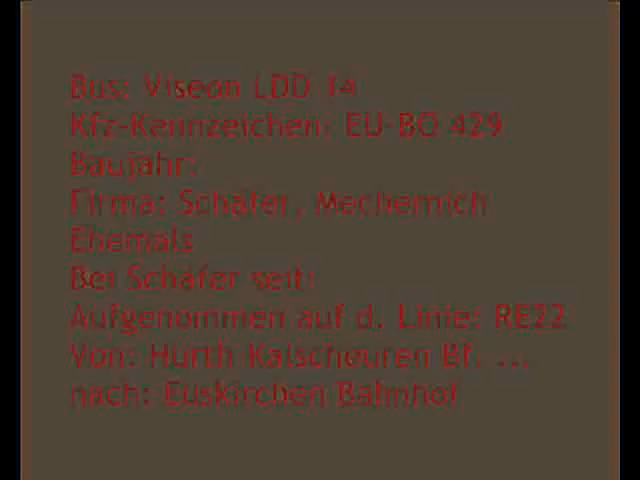 Bus: Viseon LDD 14
Kfz-Kennzeichen: EU-BO 429
Baujahr:
Firma: Schäfer, Mechernich
Ehemals
Bei Schäfer seit:
Aufgenommen auf d. Linie: RE22
Von: Hürth Kalscheuren Bf. ...
nach: Euskirchen Bahnhof